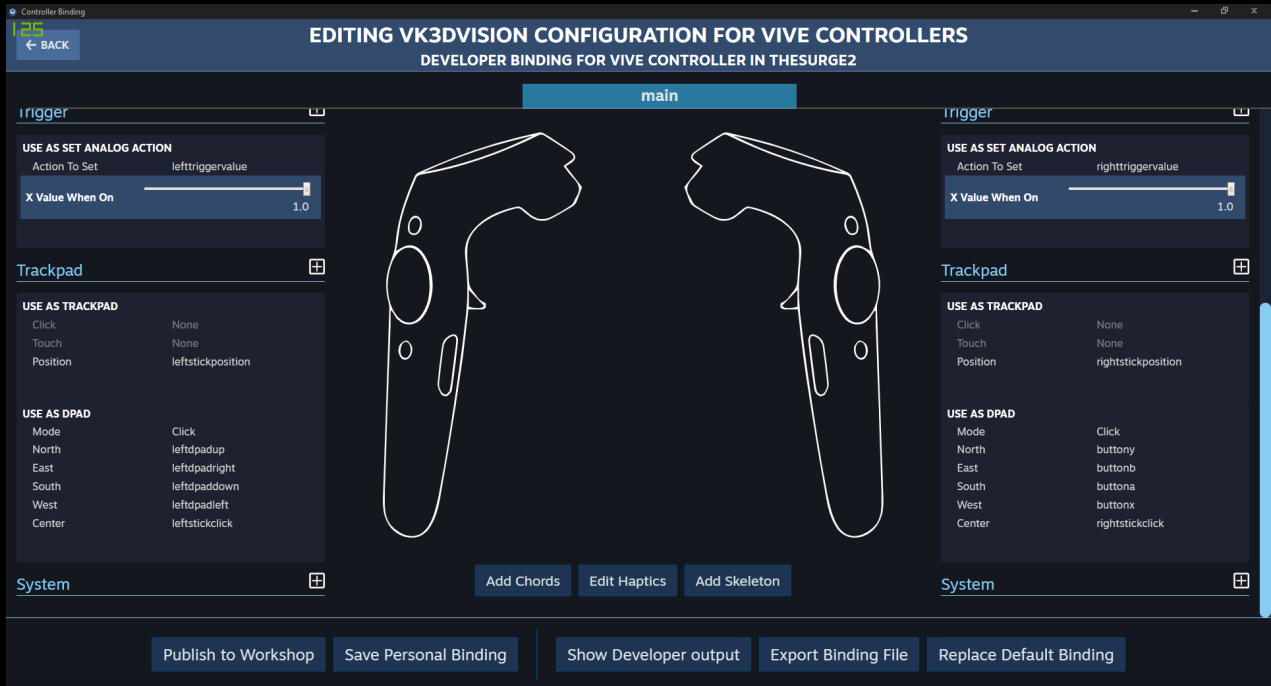 Controller Binding
125
← BACK
EDITING VK3DVISION CONFIGURATION FOR VIVE CONTROLLERS
DEVELOPER BINDING FOR VIVE CONTROLLER IN THESURGE2
main
Trigger
USE AS SET ANALOG ACTION
Action To Set lefttriggervalue
X Value When On
1.0
Trackpad
USE AS TRACKPAD
Click None
Touch None
Position leftstickposition
USE AS DPAD
Mode Click
North leftdpadup
East leftdpadright
South leftdpaddown
West leftdpadleft
Center leftstickclick
System
Trigger
USE AS SET ANALOG ACTION
Action To Set righttriggervalue
X Value When On
1.0
Trackpad
USE AS TRACKPAD
Click None
Touch None
Position rightstickposition
USE AS DPAD
Mode Click
North buttony
East buttonb
South buttona
West buttonx
Center rightstickclick
System
Add Chords Edit Haptics Add Skeleton
Publish to Workshop Save Personal Binding Show Developer output Export Binding File Replace Default Binding